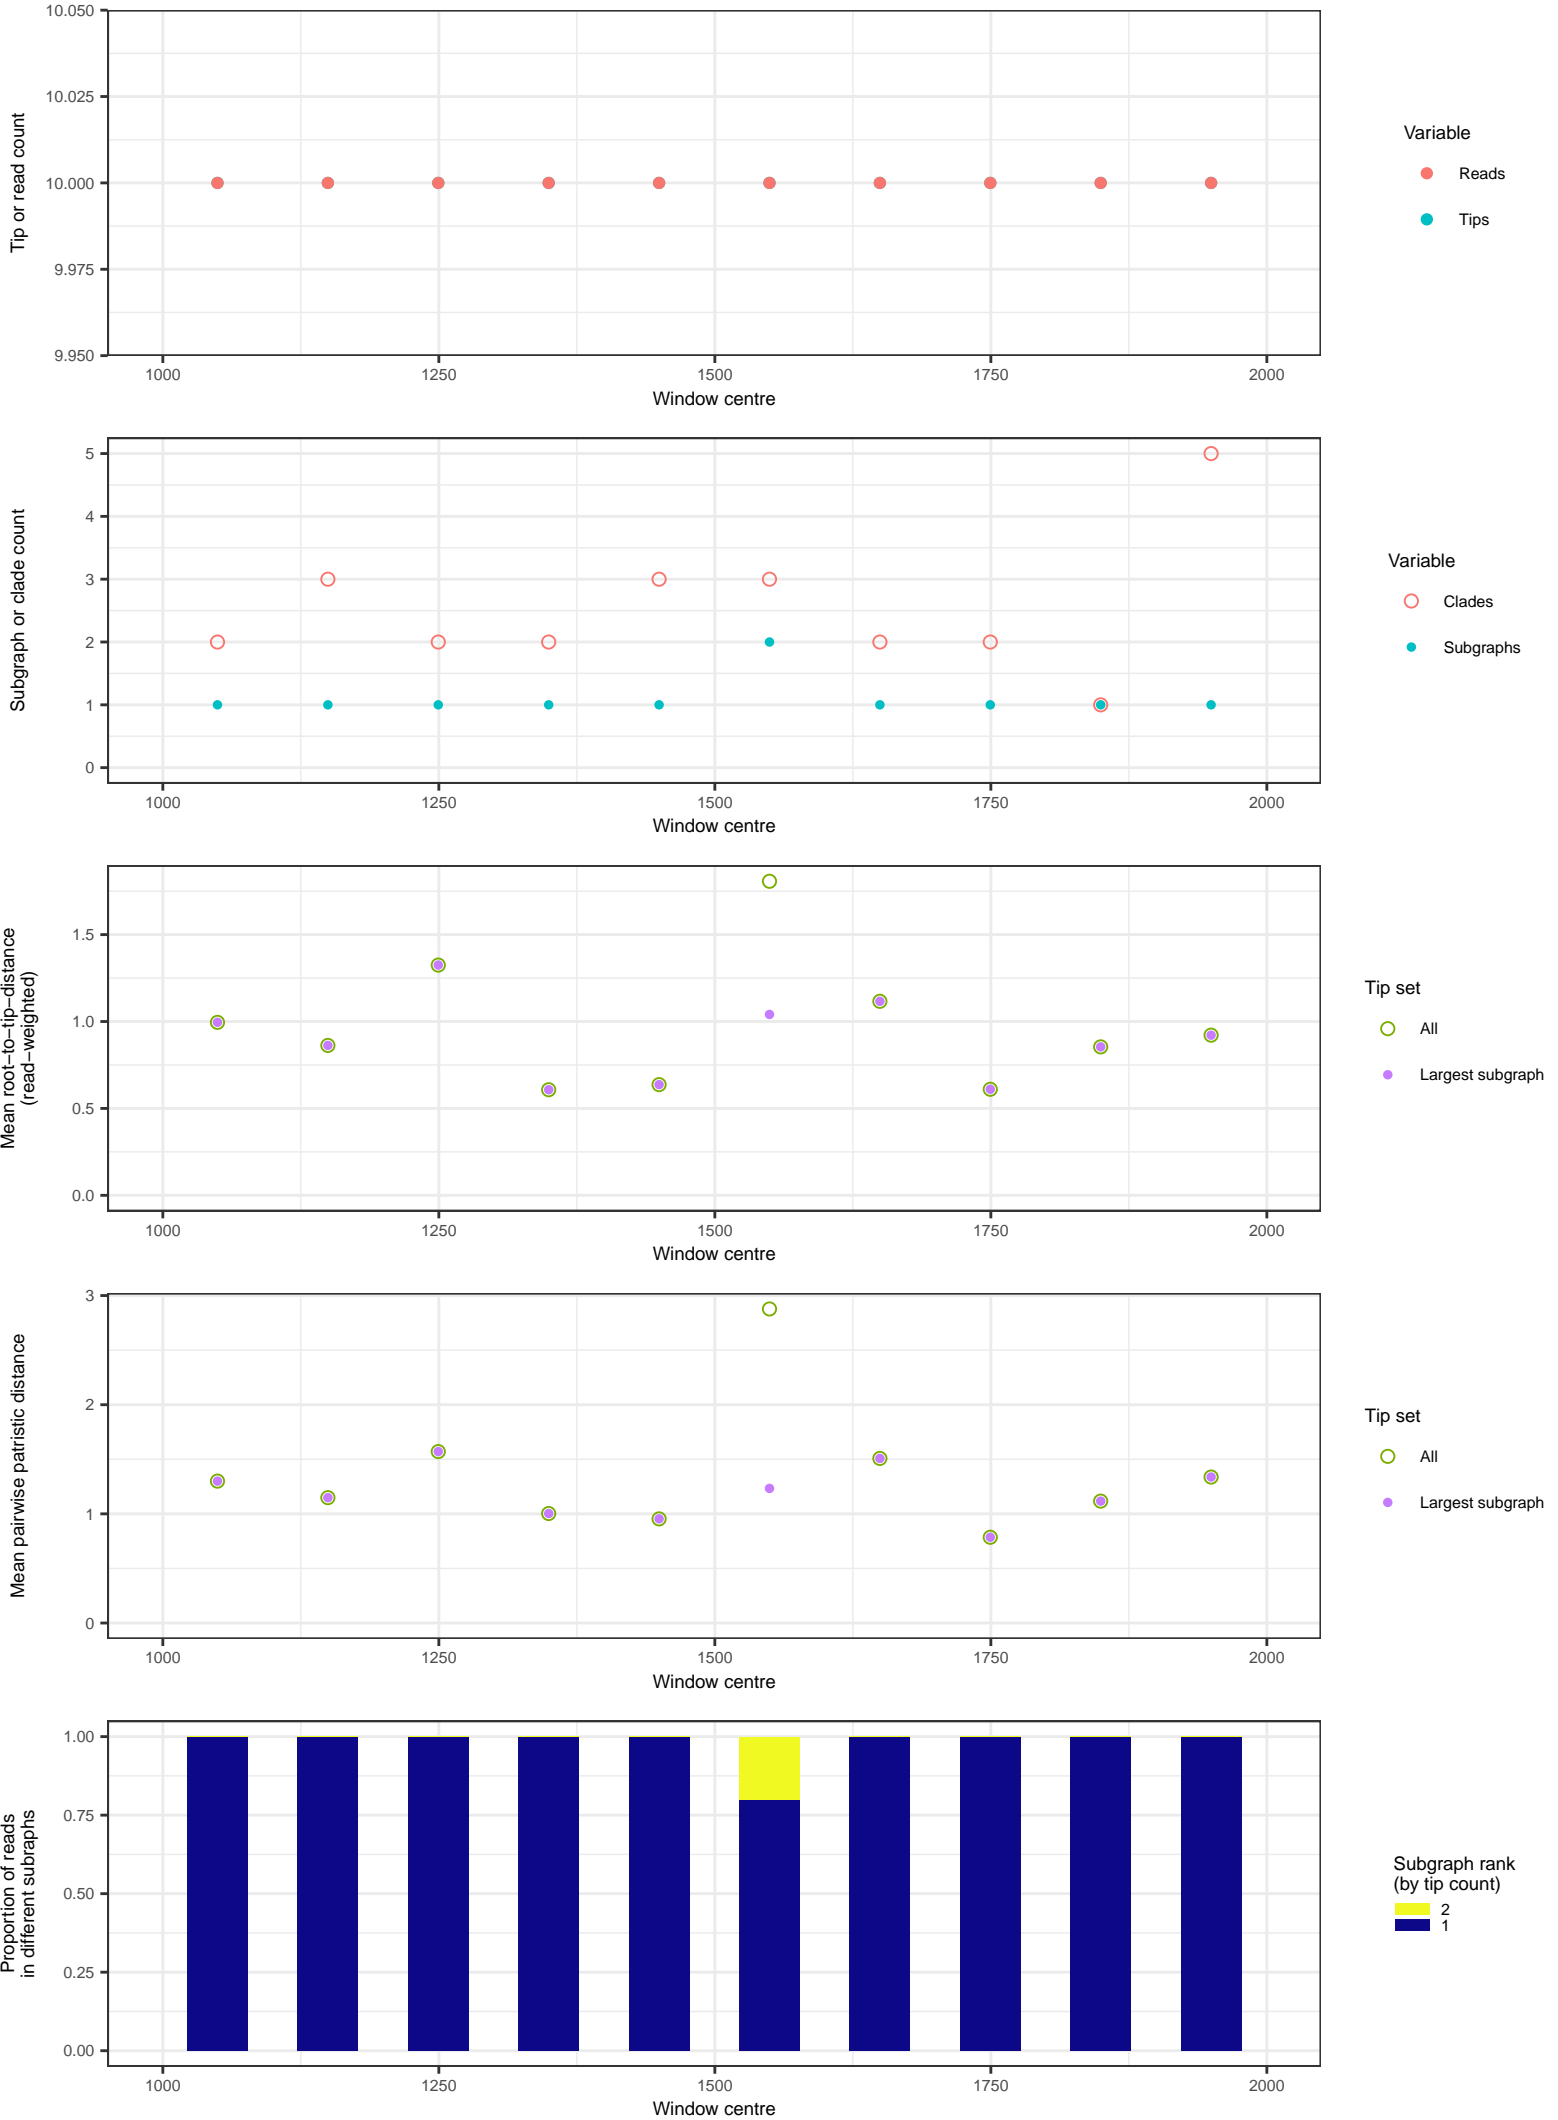 10.050
10.025
10.000
9.975
9.950
Tip or read count
1000 1250 1500 1750 2000
Window centre
Variable
Reads
Tips
5
4
3
2
1
0
Subgraph or clade count
1000 1250 1500 1750 2000
Window centre
Variable
Clades
Subgraphs
1.5
1.0
0.5
0.0
Mean root−to−tip−distance
(read−weighted)
1000 1250 1500 1750 2000
Window centre
Tip set
All
Largest subgraph
3
2
1
0
Mean pairwise patristic distance
1000 1250 1500 1750 2000
Window centre
Tip set
All
Largest subgraph
1.00
0.75
0.50
0.25
0.00
Proportion of reads
in different subraphs
1000 1250 1500 1750 2000
Window centre
Subgraph rank
(by tip count)
2
1